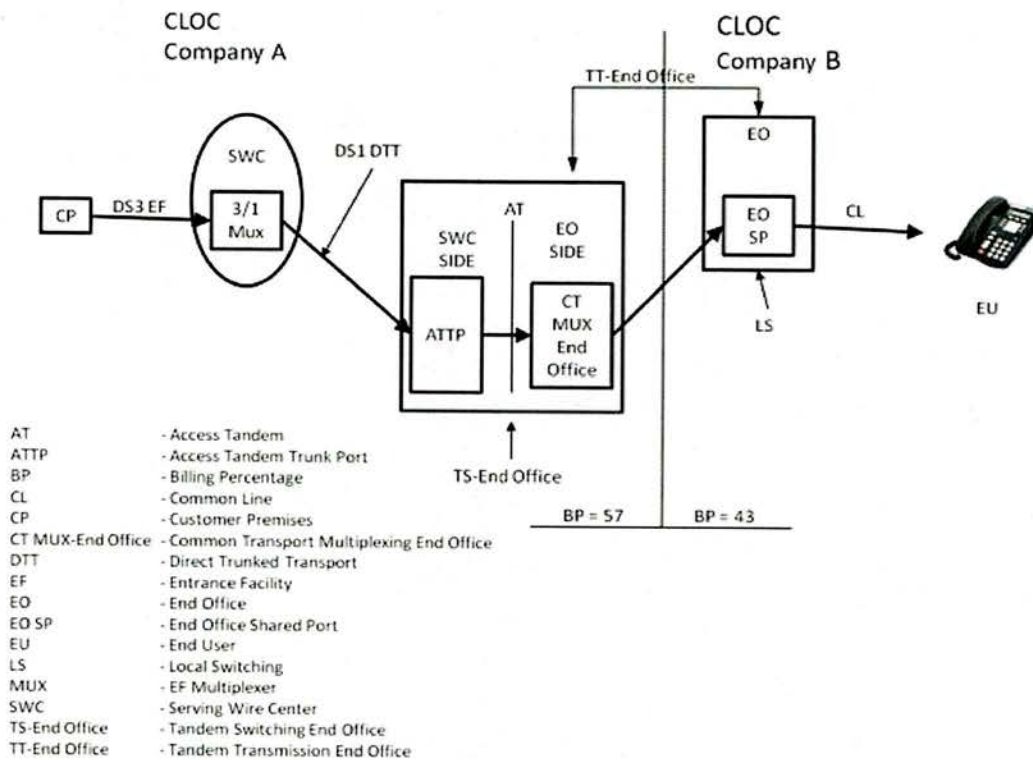 CLOC
Company A
CLOC
Company B
TT-End Office
EO
SWC
DS1 DTT
CP
DS3 EF
3/1
Mux
AT
SWC
SIDE
EO
SIDE
EO
SP
CL
ATTP
CT
MUX
End
Office
LS
EU
TS-End Office
BP = 57
BP = 43
AT - Access Tandem
ATTP - Access Tandem Trunk Port
BP - Billing Percentage
CL - Common Line
CP - Customer Premises
CT MUX-End Office - Common Transport Multiplexing End Office
DTT - Direct Trunked Transport
EF - Entrance Facility
EO - End Office
EO SP - End Office Shared Port
EU - End User
LS - Local Switching
MUX - EF Multiplexer
SWC - Serving Wire Center
TS-End Office - Tandem Switching End Office
TT-End Office - Tandem Transmission End Office